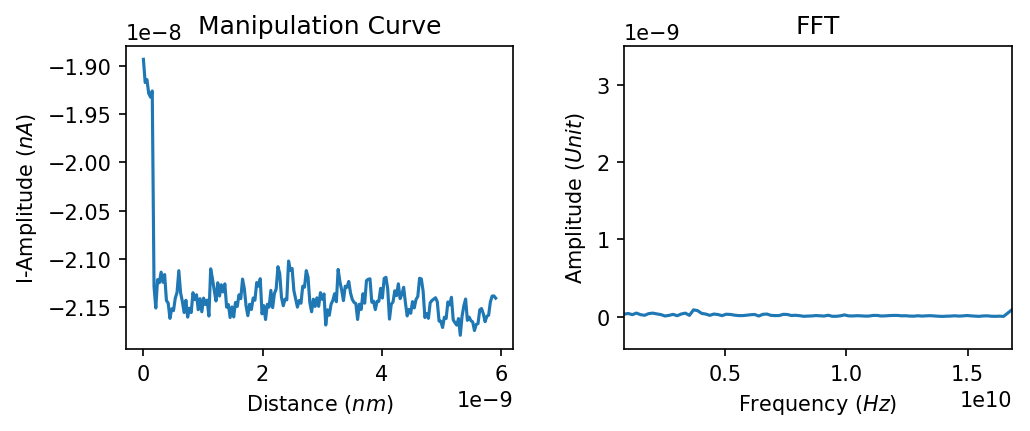 Manipulation Curve
1e−8
−1.90
−1.95
−2.00
−2.05
−2.10
−2.15
I-Amplitude (nA)
0
2
4
6
1e−9
Distance (nm)
FFT
1e−9
3
2
1
0
Amplitude (Unit)
0.5
1.0
1.5
1e10
Frequency (Hz)